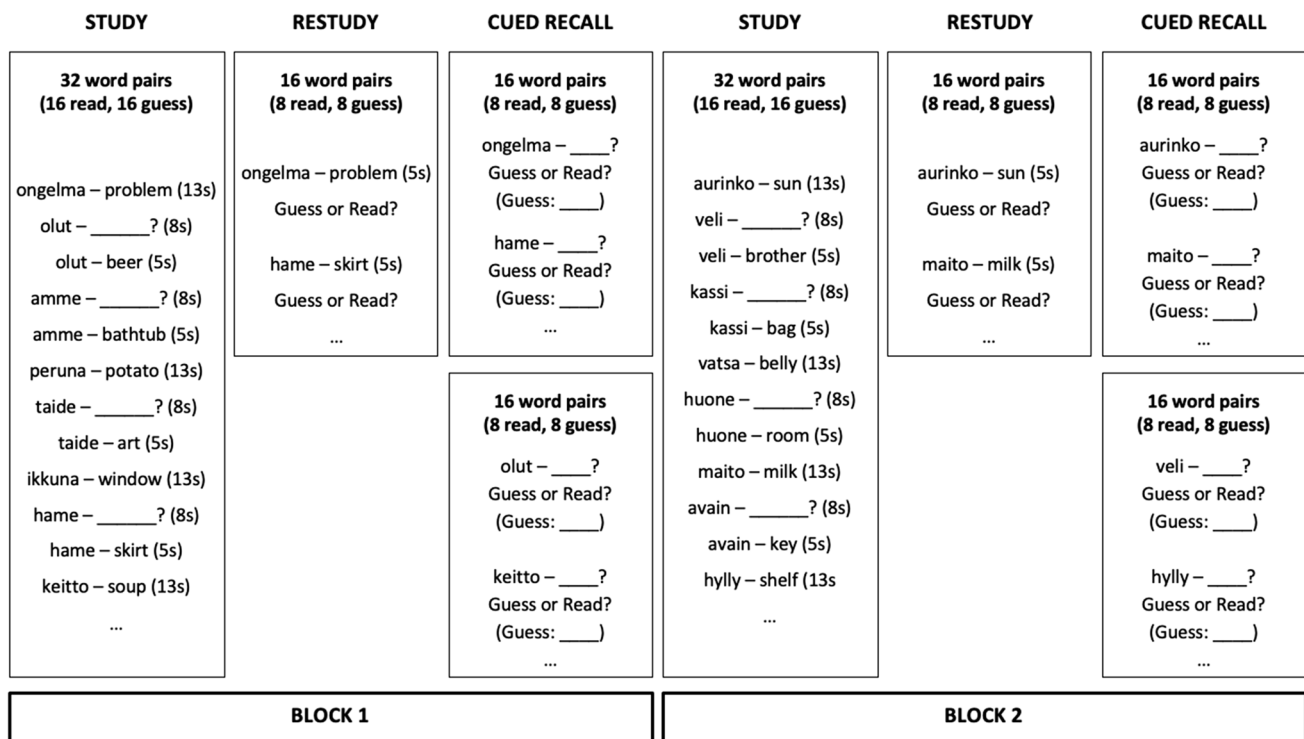 STUDY
32 word pairs
(16 read, 16 guess)
ongelma – problem (13s)
olut – ______? (8s)
olut – beer (5s)
amme – ______? (8s)
amme – bathtub (5s)
peruna – potato (13s)
taide – ______? (8s)
taide – art (5s)
ikkuna – window (13s)
hame – ______? (8s)
hame – skirt (5s)
keitto – soup (13s)
...
RESTUDY
16 word pairs
(8 read, 8 guess)
ongelma – problem (5s)
Guess or Read?
hame – skirt (5s)
Guess or Read?
...
CUED RECALL
16 word pairs
(8 read, 8 guess)
ongelma – ____?
Guess or Read?
(Guess: ____)
hame – ____?
Guess or Read?
(Guess: ____)
...
16 word pairs
(8 read, 8 guess)
olut – ____?
Guess or Read?
(Guess: ____)
keitto – ____?
Guess or Read?
(Guess: ____)
...
BLOCK 1
STUDY
32 word pairs
(16 read, 16 guess)
aurinko – sun (13s)
veli – ______? (8s)
veli – brother (5s)
kassi – ______? (8s)
kassi – bag (5s)
vatsa – belly (13s)
huone – ______? (8s)
huone – room (5s)
maito – milk (13s)
avain – ______? (8s)
avain – key (5s)
hylly – shelf (13s
...
RESTUDY
16 word pairs
(8 read, 8 guess)
aurinko – sun (5s)
Guess or Read?
maito – milk (5s)
Guess or Read?
...
CUED RECALL
16 word pairs
(8 read, 8 guess)
aurinko – ____?
Guess or Read?
(Guess: ____)
maito – ____?
Guess or Read?
(Guess: ____)
...
16 word pairs
(8 read, 8 guess)
veli – ____?
Guess or Read?
(Guess: ____)
hylly – ____?
Guess or Read?
(Guess: ____)
...
BLOCK 2